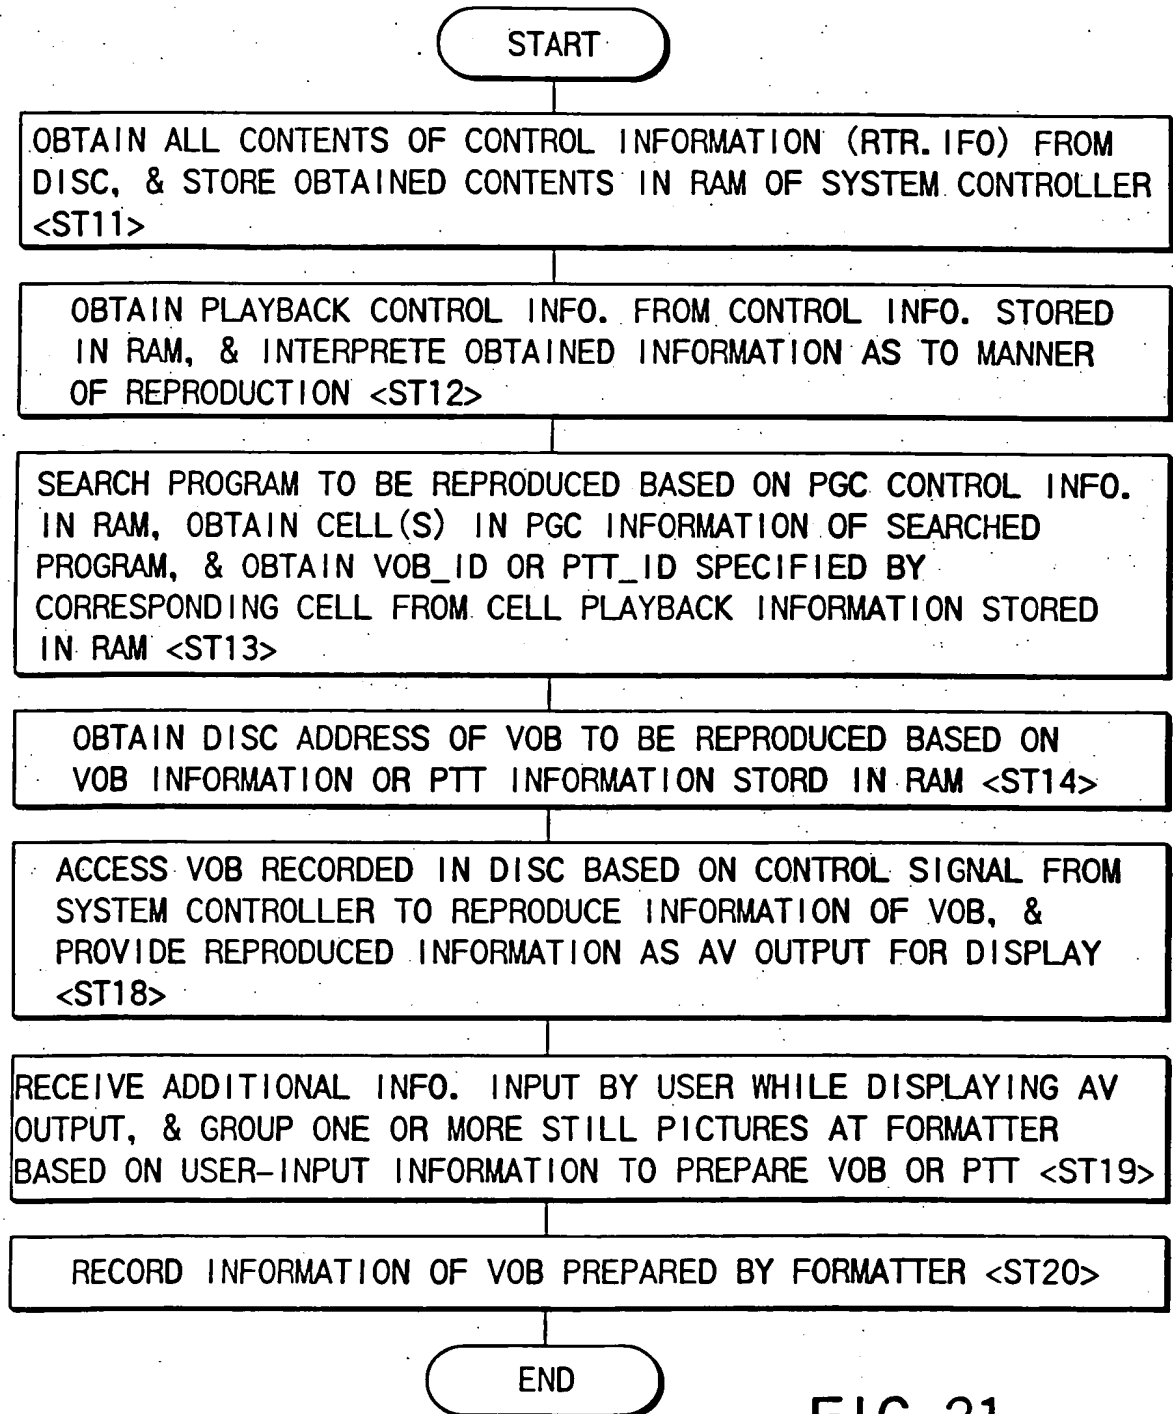 START
OBTAIN ALL CONTENTS OF CONTROL INFORMATION (RTR.IFO) FROM
DISC, & STORE OBTAINED CONTENTS IN RAM OF SYSTEM CONTROLLER
<ST11>
OBTAIN PLAYBACK CONTROL INFO. FROM CONTROL INFO. STORED
IN RAM, & INTERPRETE OBTAINED INFORMATION AS TO MANNER
OF REPRODUCTION <ST12>
SEARCH PROGRAM TO BE REPRODUCED BASED ON PGC CONTROL INFO.
IN RAM, OBTAIN CELL(S) IN PGC INFORMATION OF SEARCHED
PROGRAM, & OBTAIN VOB_ID OR PTT_ID SPECIFIED BY
CORRESPONDING CELL FROM CELL PLAYBACK INFORMATION STORED
IN RAM <ST13>
OBTAIN DISC ADDRESS OF VOB TO BE REPRODUCED BASED ON
VOB INFORMATION OR PTT INFORMATION STORD IN RAM <ST14>
ACCESS VOB RECORDED IN DISC BASED ON CONTROL SIGNAL FROM
SYSTEM CONTROLLER TO REPRODUCE INFORMATION OF VOB, &
PROVIDE REPRODUCED INFORMATION AS AV OUTPUT FOR DISPLAY
<ST18>
RECEIVE ADDITIONAL INFO. INPUT BY USER WHILE DISPLAYING AV
OUTPUT, & GROUP ONE OR MORE STILL PICTURES AT FORMATTER
BASED ON USER-INPUT INFORMATION TO PREPARE VOB OR PTT <ST19>
RECORD INFORMATION OF VOB PREPARED BY FORMATTER <ST20>
END
FIG. 21